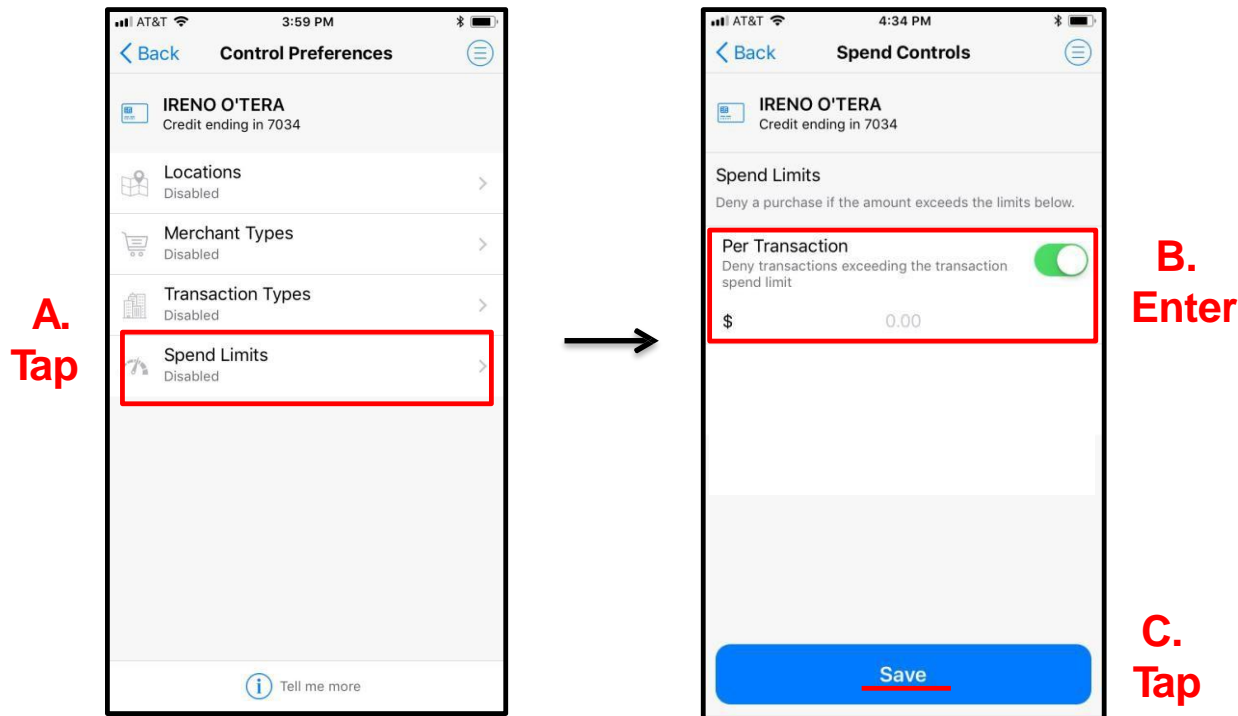 AT&T 3:59 PM
Back Control Preferences
IRENO O'TERA
Credit ending in 7034
Locations
Disabled
Merchant Types
Disabled
Transaction Types
Disabled
Spend Limits
Disabled
Tell me more
A.
Tap
AT&T 4:34 PM
Back Spend Controls
IRENO O'TERA
Credit ending in 7034
Spend Limits
Deny a purchase if the amount exceeds the limits below.
Per Transaction
Deny transactions exceeding the transaction
spend limit
$ 0.00
Save
B.
Enter
C.
Tap